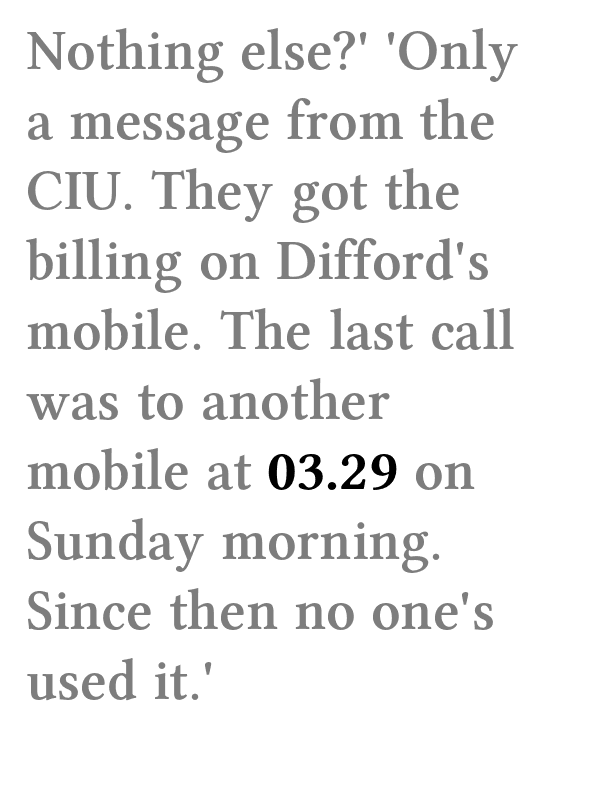 Nothing else?' 'Only
a message from the
CIU. They got the
billing on Difford's
mobile. The last call
was to another
mobile at 03.29 on
Sunday morning.
Since then no one's
used it.'